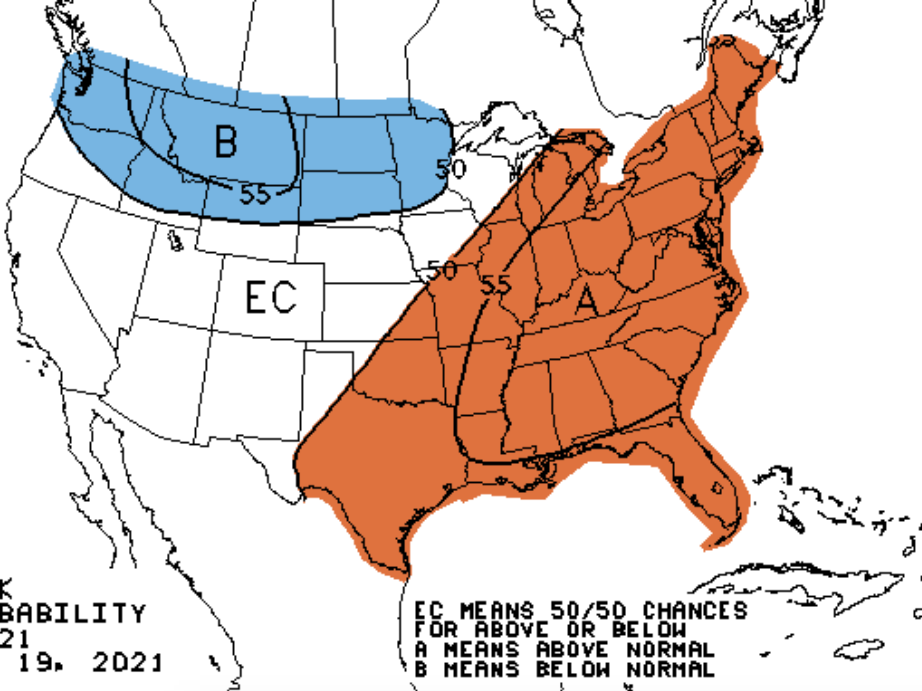 B
50
55
50
EC
55
A
K
BABILITY
21
19, 2021
EC MEANS 50/50 CHANCES
FOR ABOVE OR BELOW
A MEANS ABOVE NORMAL
B MEANS BELOW NORMAL